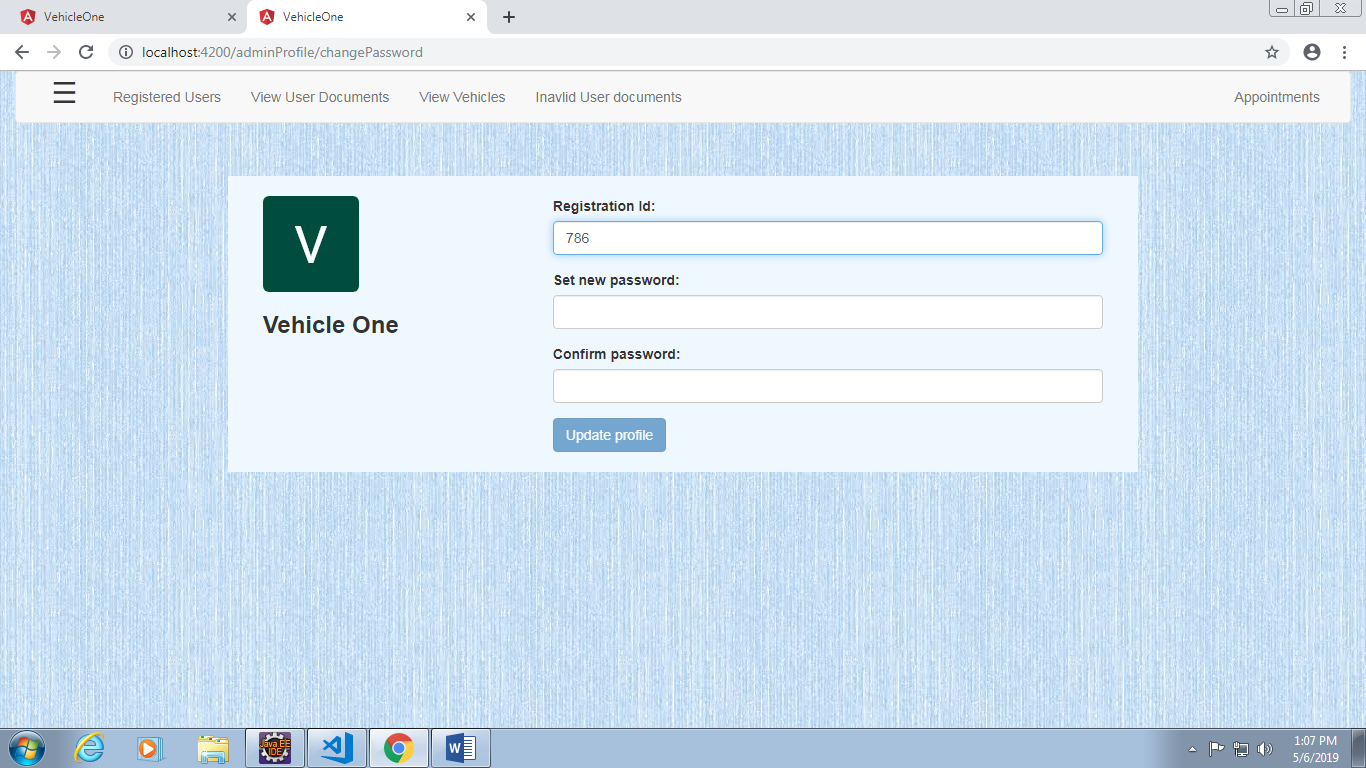 VehicleOne
VehicleOne
localhost:4200/adminProfile/changePassword
☰ Registered Users View User Documents View Vehicles Inavlid User documents Appointments
V
Vehicle One
Registration Id:
786
Set new password:
Confirm password:
Update profile
Java EE
IDE
W
1:07 PM
5/6/2019